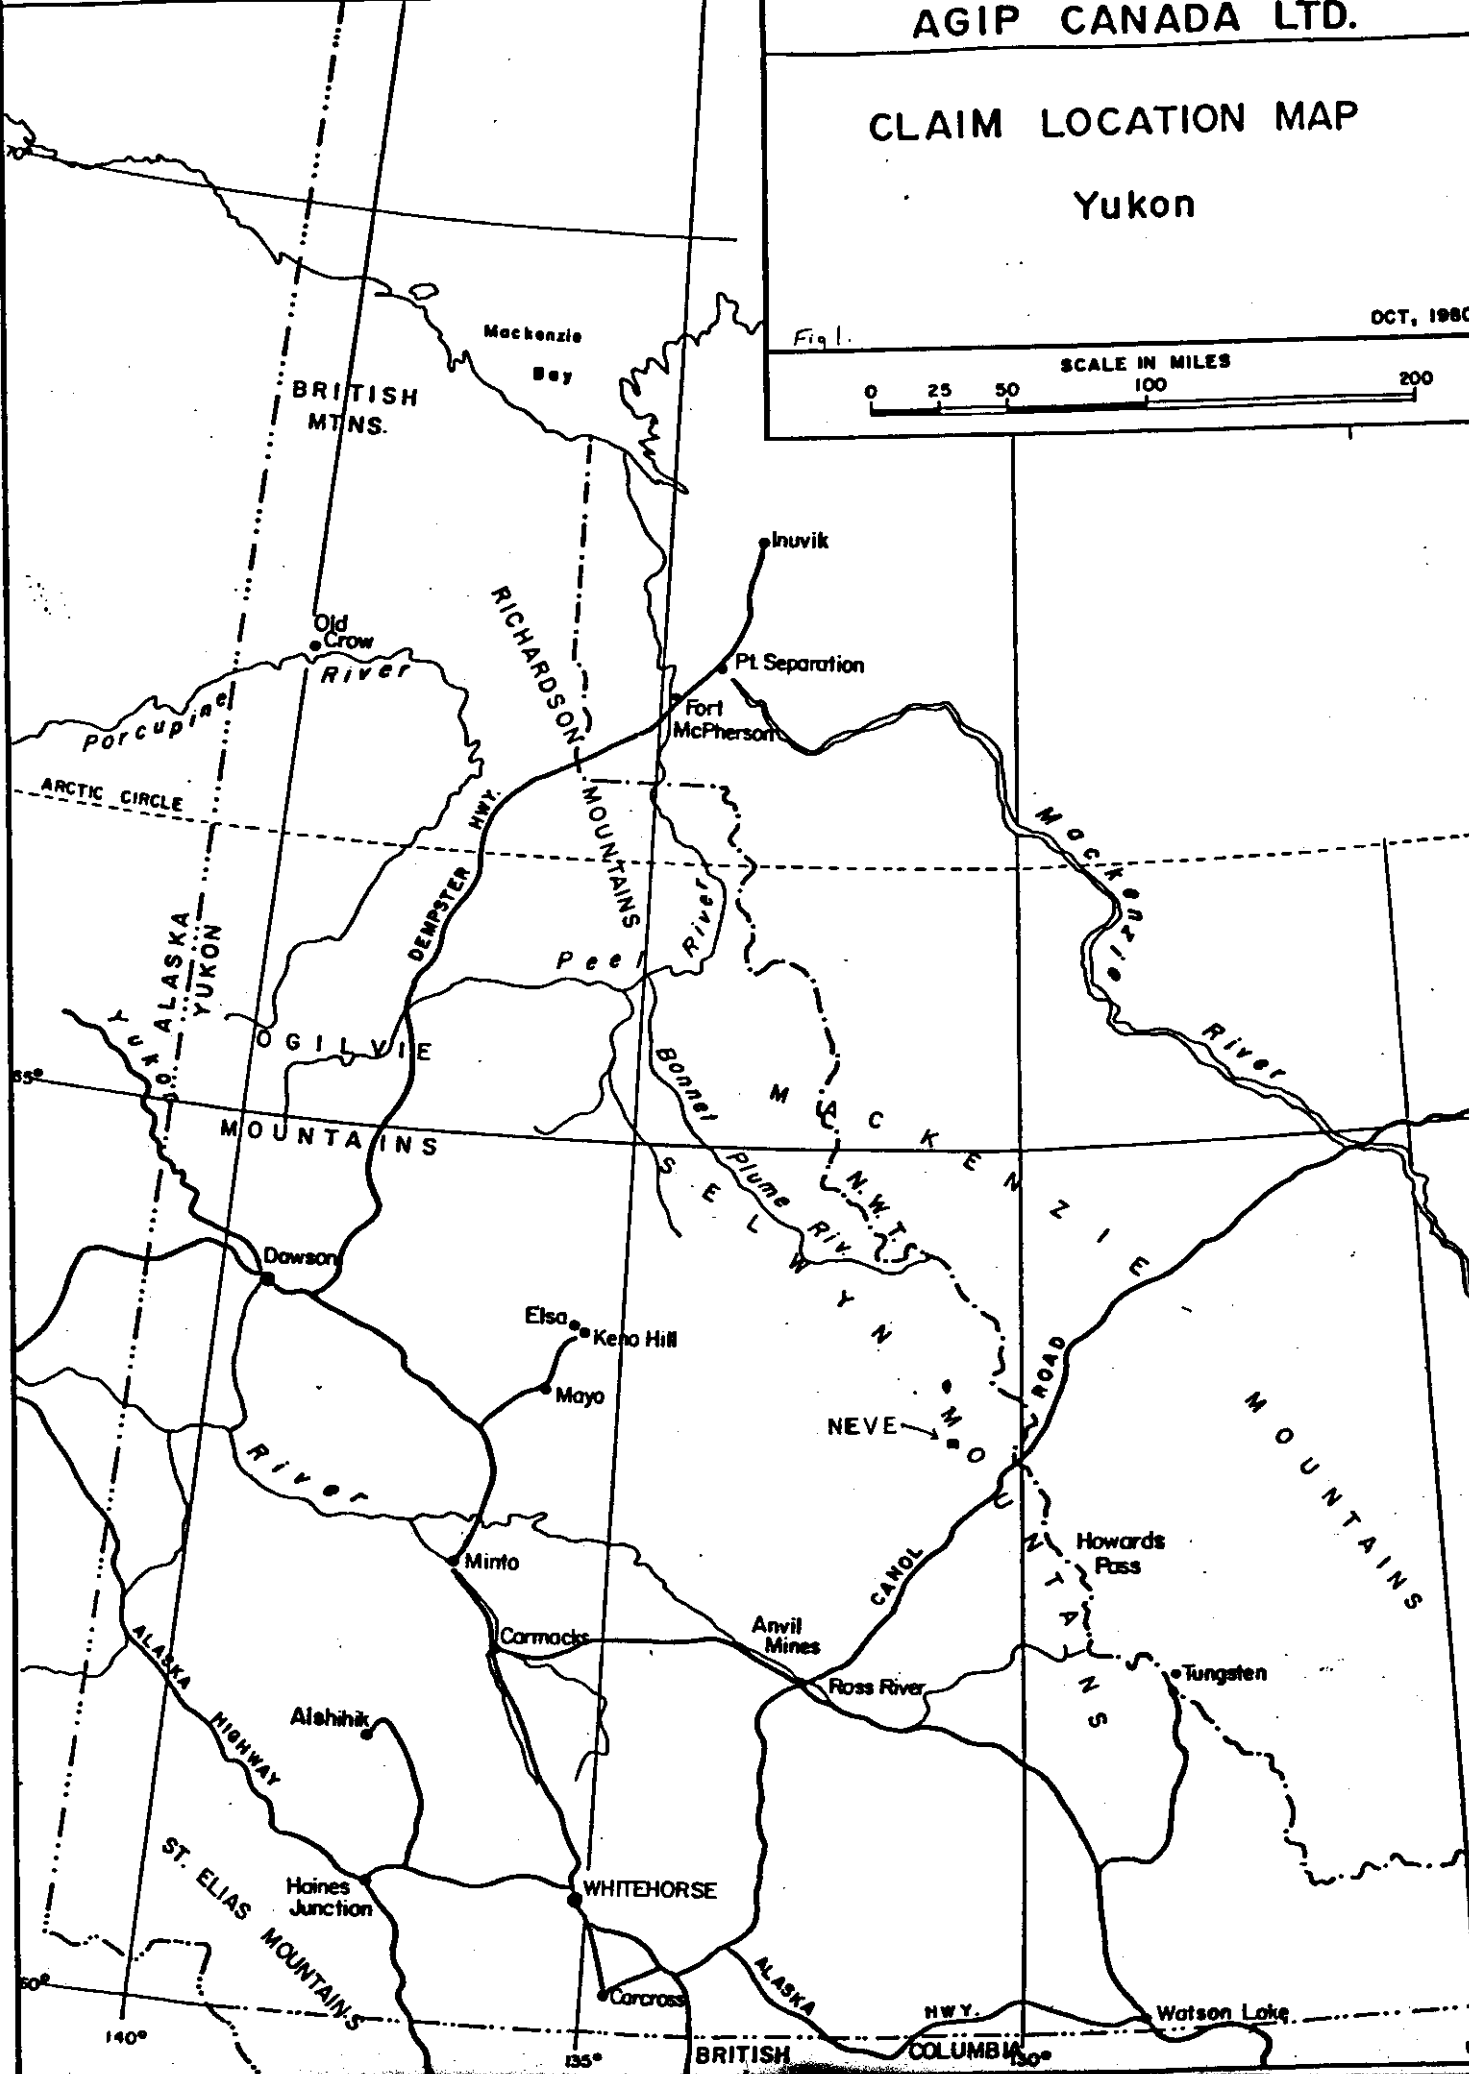 AGIP CANADA LTD.
CLAIM LOCATION MAP
Yukon
OCT, 1980
Fig 1.
SCALE IN MILES
0 25 50 100 200
70°
Mackenzie
Bay
BRITISH
MTNS.
Inuvik
RICHARDSON
MOUNTAINS
Old
Crow
River
Porcupine
Pt. Separation
Fort
McPherson
ARCTIC CIRCLE
DEMPSTER HWY.
Mackenzie
River
ALASKA
YUKON
Peel
River
Yukon
OGILVIE
MOUNTAINS
65°
Bonnet
Plume
Riv.
MACKENZIE
MOUNTAINS
N.W.T.
SELWYN
MOUNTAINS
Dawson
Elsa
Keno Hill
Mayo
NEVE
River
CANOL
ROAD
Howards
Pass
Minto
Carmacks
Anvil
Mines
Ross River
Tungsten
ALASKA
HIGHWAY
Aishihik
ST. ELIAS
MOUNTAINS
Haines
Junction
WHITEHORSE
Carcross
ALASKA
HWY.
Watson Lake
60°
140°
135°
130°
BRITISH
COLUMBIA